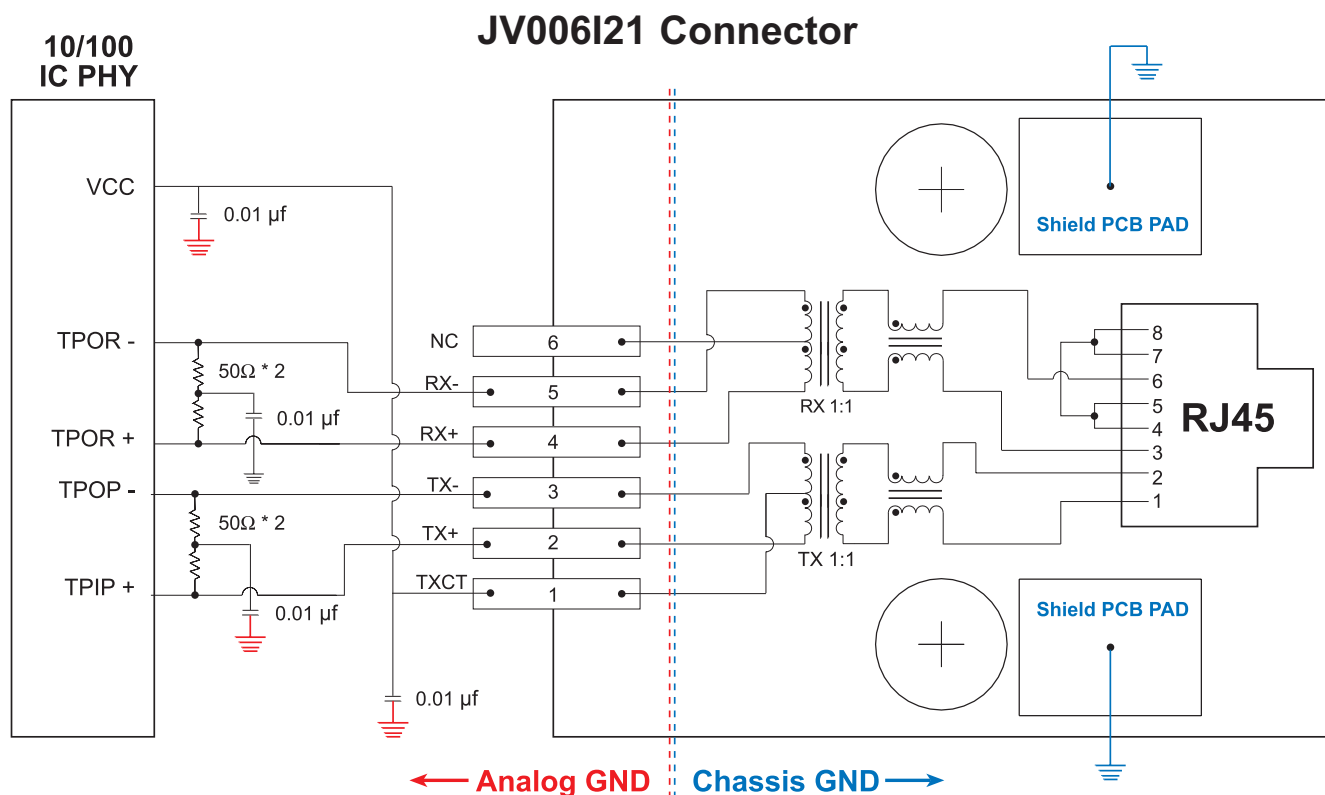 JV006I21 Connector
10/100
IC PHY
VCC
0.01 µf
Shield PCB PAD
TPOR -
50Ω * 2
0.01 µf
TPOR +
TPOP -
50Ω * 2
0.01 µf
TPIP +
0.01 µf
NC
6
RX-
5
RX+
4
TX-
3
TX+
2
TXCT
1
RX 1:1
TX 1:1
8
7
6
5
4
3
2
1
RJ45
Shield PCB PAD
Analog GND
Chassis GND